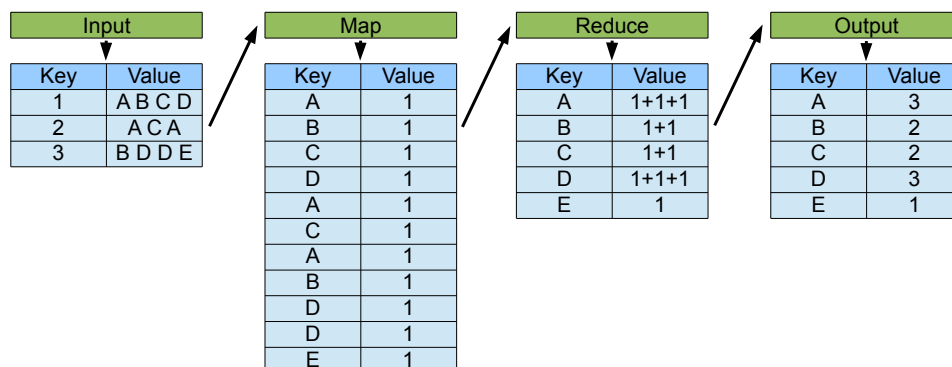 Input
Key Value
1 A B C D
2 A C A
3 B D D E
Map
Key Value
A 1
B 1
C 1
D 1
A 1
C 1
A 1
B 1
D 1
D 1
E 1
Reduce
Key Value
A 1+1+1
B 1+1
C 1+1
D 1+1+1
E 1
Output
Key Value
A 3
B 2
C 2
D 3
E 1